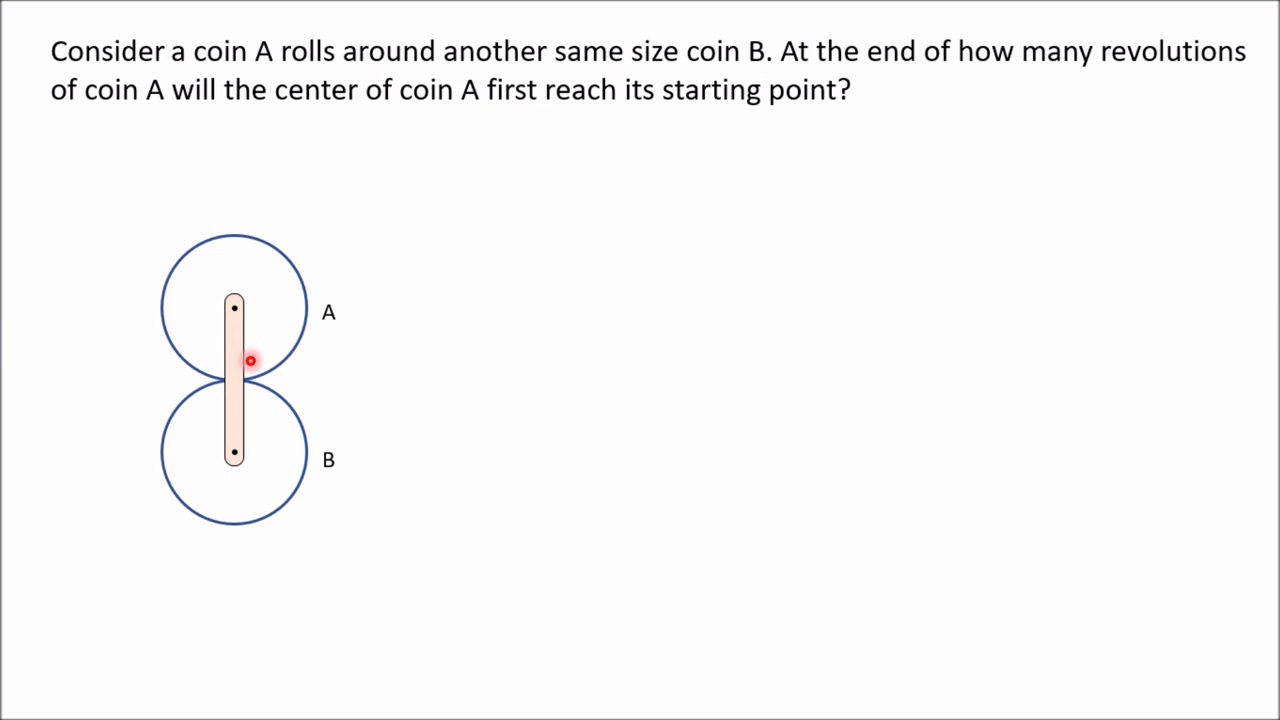 Consider a coin A rolls around another same size coin B. At the end of how many revolutions
of coin A will the center of coin A first reach its starting point?
A
B